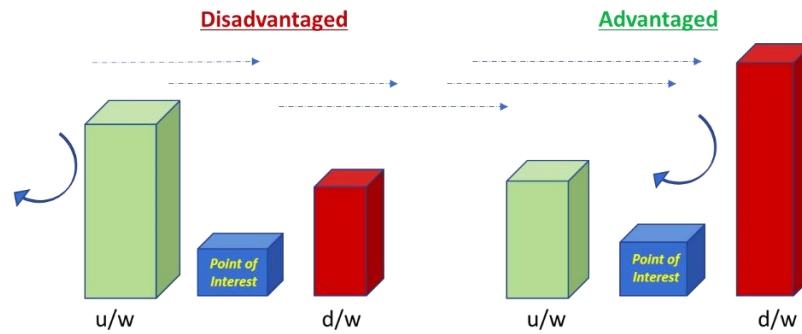 Disadvantaged
Advantaged
Point of
Interest
Point of
Interest
u/w
d/w
u/w
d/w